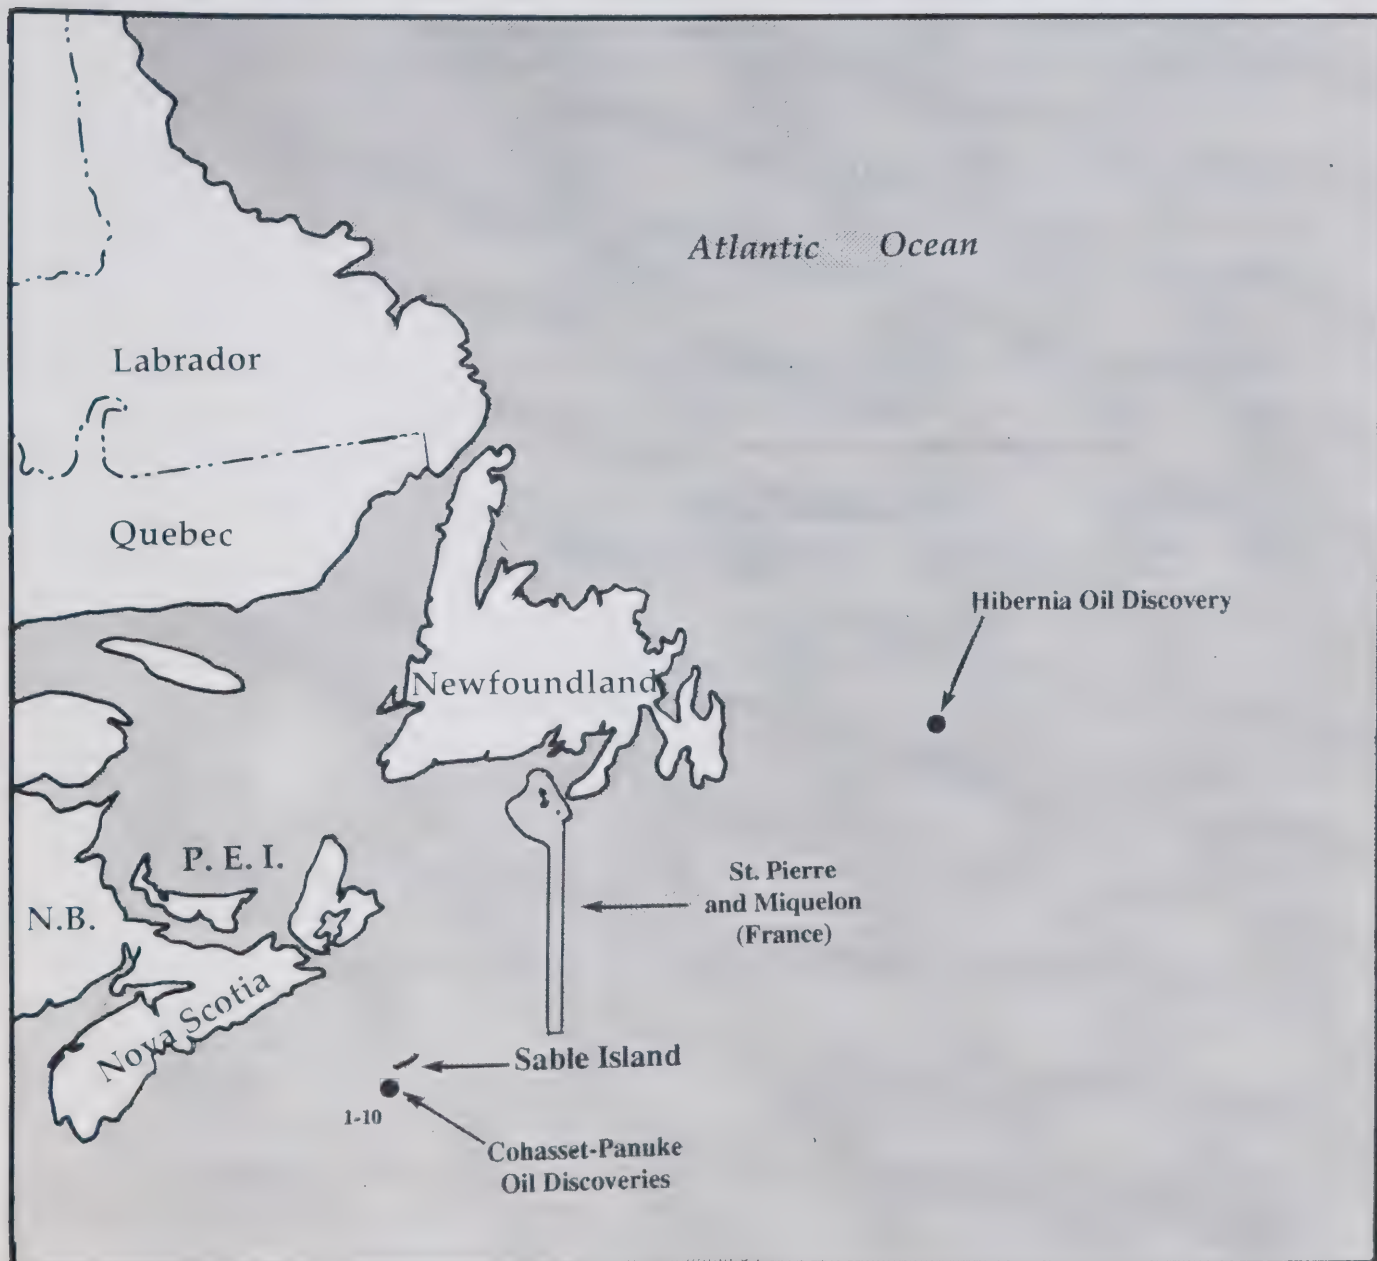 Atlantic Ocean
Labrador
Quebec
Hibernia Oil Discovery
Newfoundland
P. E. I.
N.B.
St. Pierre
and Miquelon
(France)
Nova Scotia
Sable Island
1-10
Cohasset-Panuke
Oil Discoveries